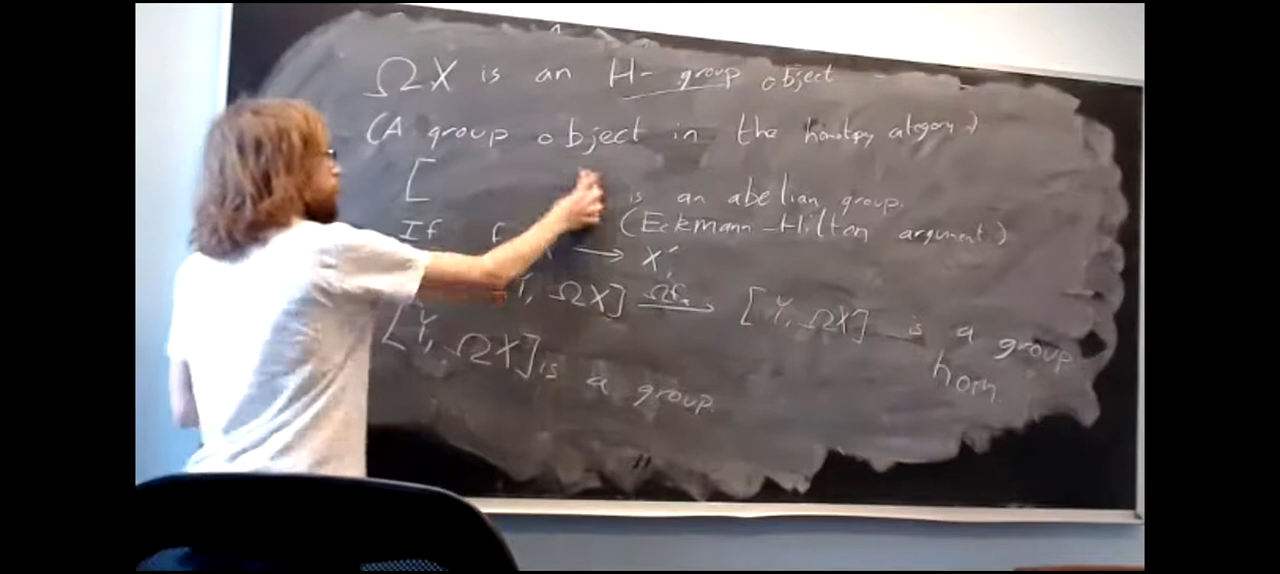 ΩX is an H-group object
(A group object in the homotopy category.)
[ is an abelian group.
(Eckmann-Hilton argument)
If f X → X',
Y, ΩX] Ωf* [Y, ΩX] is a group
hom.
[Y, ΩX] is a group.